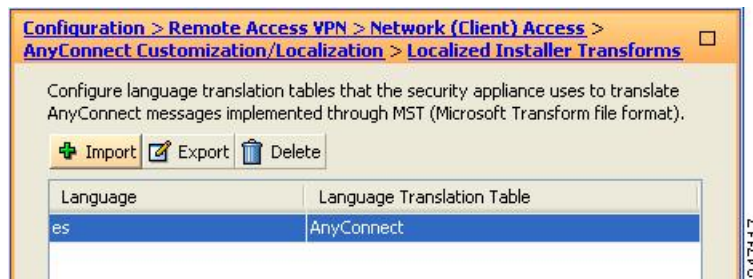 Configuration > Remote Access VPN > Network (Client) Access >
AnyConnect Customization/Localization > Localized Installer Transforms
Configure language translation tables that the security appliance uses to translate
AnyConnect messages implemented through MST (Microsoft Transform file format).
Import Export Delete
Language Language Translation Table
es AnyConnect